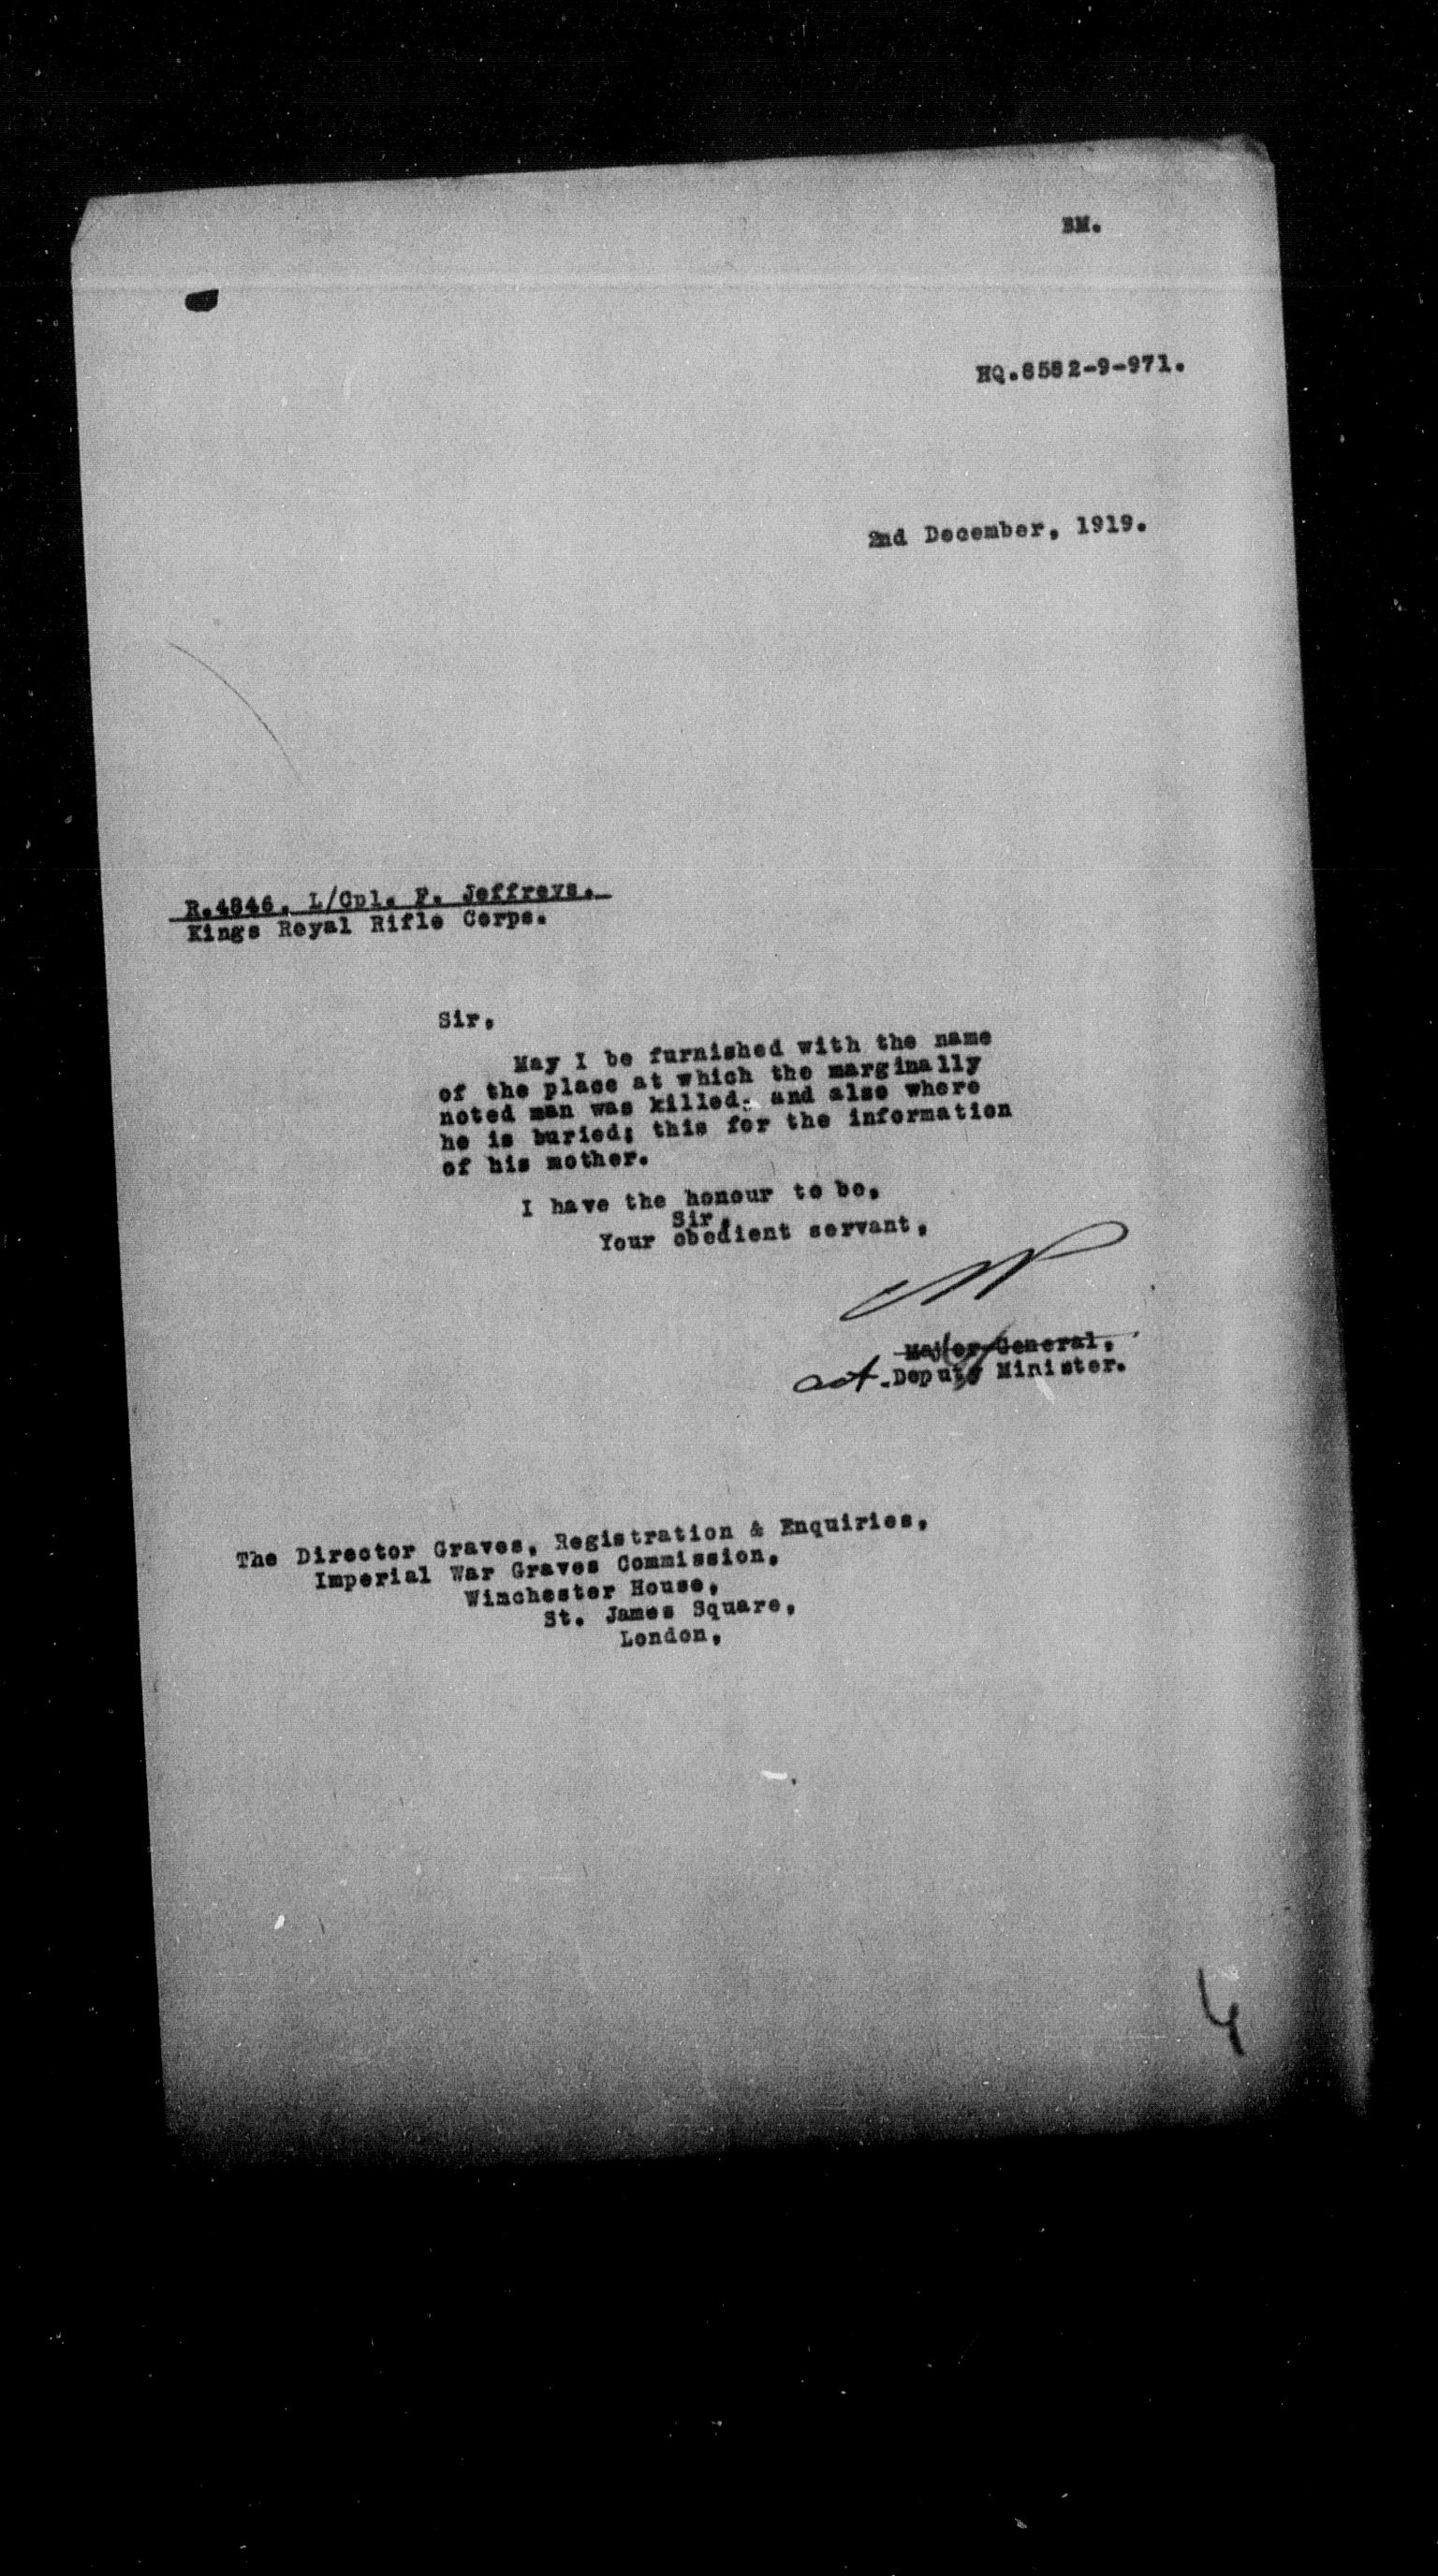 BM.
HQ.8582-9-971.
2nd December, 1919.
R.4846. L/Cpl. F. Jeffreys.
Kings Royal Rifle Corps.
Sir,
May I be furnished with the name
of the place at which the marginally
noted man was killed, and also where
he is buried; this for the information
of his mother.
I have the honour to be,
Sir,
Your obedient servant,
Major-General,
act. Deputy Minister.
The Director Graves, Registration & Enquiries,
Imperial War Graves Commission,
Winchester House,
St. James Square,
London,
4